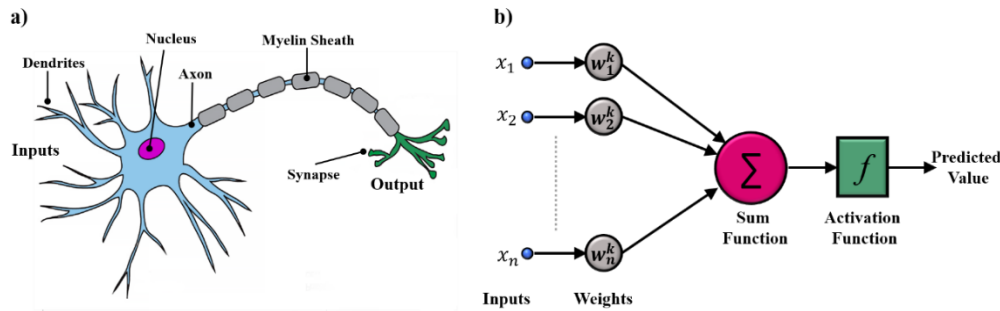 a)
Nucleus
Myelin Sheath
Dendrites
Axon
Inputs
Synapse
Output
b)
x₁
w₁ᵏ
x₂
w₂ᵏ
Σ
f
Predicted
Value
Sum
Function
Activation
Function
xₙ
wₙᵏ
Inputs
Weights